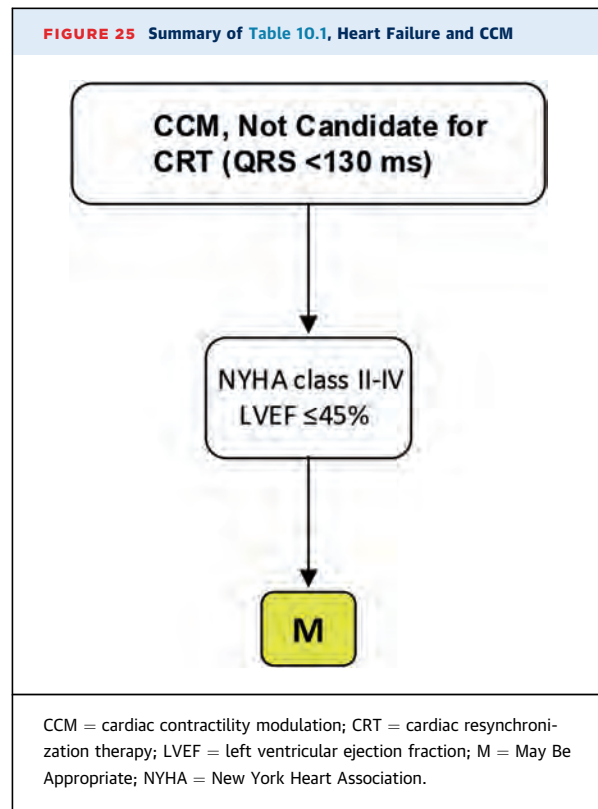 FIGURE 25 Summary of Table 10.1, Heart Failure and CCM
CCM, Not Candidate for
CRT (QRS <130 ms)
NYHA class II-IV
LVEF ≤45%
M
CCM = cardiac contractility modulation; CRT = cardiac resynchroni-
zation therapy; LVEF = left ventricular ejection fraction; M = May Be
Appropriate; NYHA = New York Heart Association.